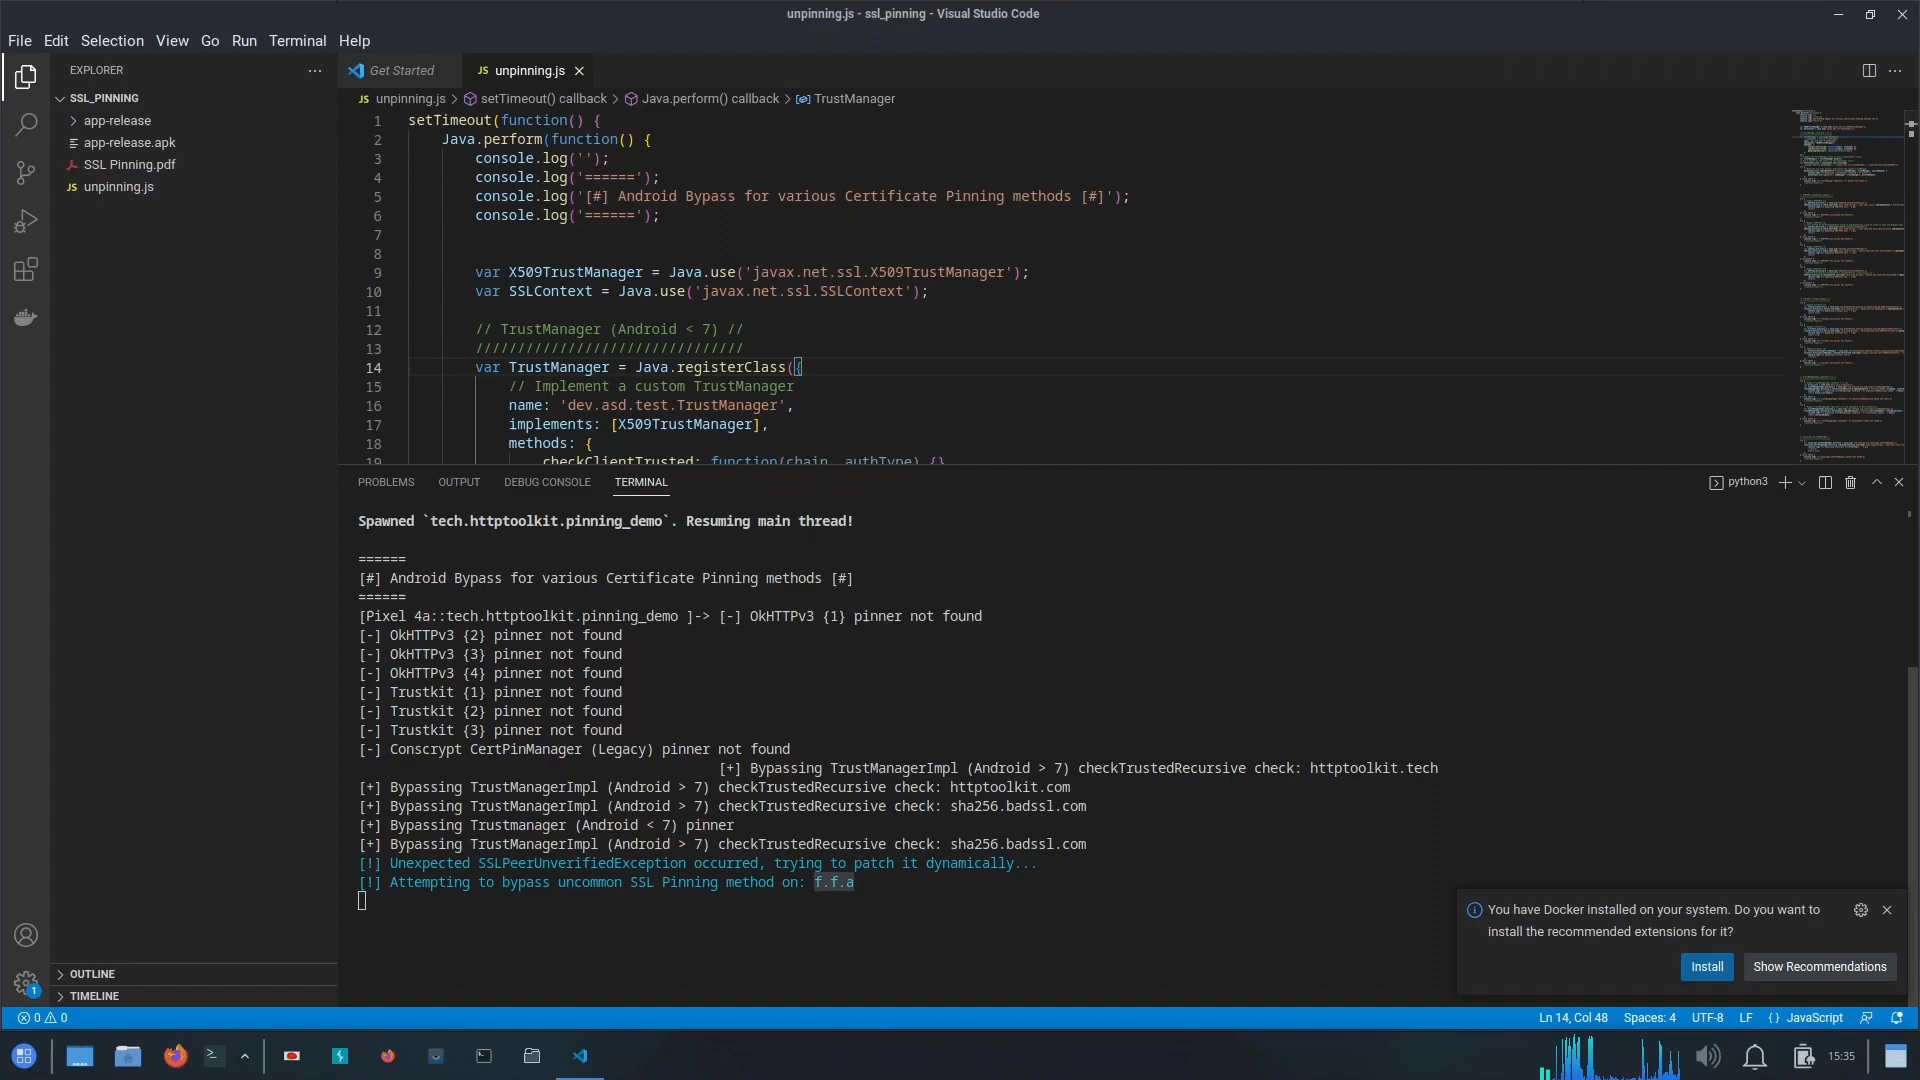 unpinning.js - ssl_pinning - Visual Studio Code
File Edit Selection View Go Run Terminal Help
EXPLORER
SSL_PINNING
app-release
app-release.apk
SSL Pinning.pdf
JS unpinning.js
OUTLINE
TIMELINE
Get Started
JS unpinning.js
JS unpinning.js > setTimeout() callback > Java.perform() callback > TrustManager
1 setTimeout(function() {
2 Java.perform(function() {
3 console.log('');
4 console.log('======');
5 console.log('[#] Android Bypass for various Certificate Pinning methods [#]');
6 console.log('======');
7
8
9 var X509TrustManager = Java.use('javax.net.ssl.X509TrustManager');
10 var SSLContext = Java.use('javax.net.ssl.SSLContext');
11
12 // TrustManager (Android < 7) //
13 ////////////////////////////////
14 var TrustManager = Java.registerClass({
15 // Implement a custom TrustManager
16 name: 'dev.asd.test.TrustManager',
17 implements: [X509TrustManager],
18 methods: {
19 checkClientTrusted: function(chain, authType) {}
PROBLEMS OUTPUT DEBUG CONSOLE TERMINAL
python3
Spawned `tech.httptoolkit.pinning_demo`. Resuming main thread!
======
[#] Android Bypass for various Certificate Pinning methods [#]
======
[Pixel 4a::tech.httptoolkit.pinning_demo ]-> [-] OkHTTPv3 {1} pinner not found
[-] OkHTTPv3 {2} pinner not found
[-] OkHTTPv3 {3} pinner not found
[-] OkHTTPv3 {4} pinner not found
[-] Trustkit {1} pinner not found
[-] Trustkit {2} pinner not found
[-] Trustkit {3} pinner not found
[-] Conscrypt CertPinManager (Legacy) pinner not found
[+] Bypassing TrustManagerImpl (Android > 7) checkTrustedRecursive check: httptoolkit.tech
[+] Bypassing TrustManagerImpl (Android > 7) checkTrustedRecursive check: httptoolkit.com
[+] Bypassing TrustManagerImpl (Android > 7) checkTrustedRecursive check: sha256.badssl.com
[+] Bypassing Trustmanager (Android < 7) pinner
[+] Bypassing TrustManagerImpl (Android > 7) checkTrustedRecursive check: sha256.badssl.com
[!] Unexpected SSLPeerUnverifiedException occurred, trying to patch it dynamically...
[!] Attempting to bypass uncommon SSL Pinning method on: f.f.a
You have Docker installed on your system. Do you want to
install the recommended extensions for it?
Install Show Recommendations
1
0 0
Ln 14, Col 48 Spaces: 4 UTF-8 LF {} JavaScript
15:35